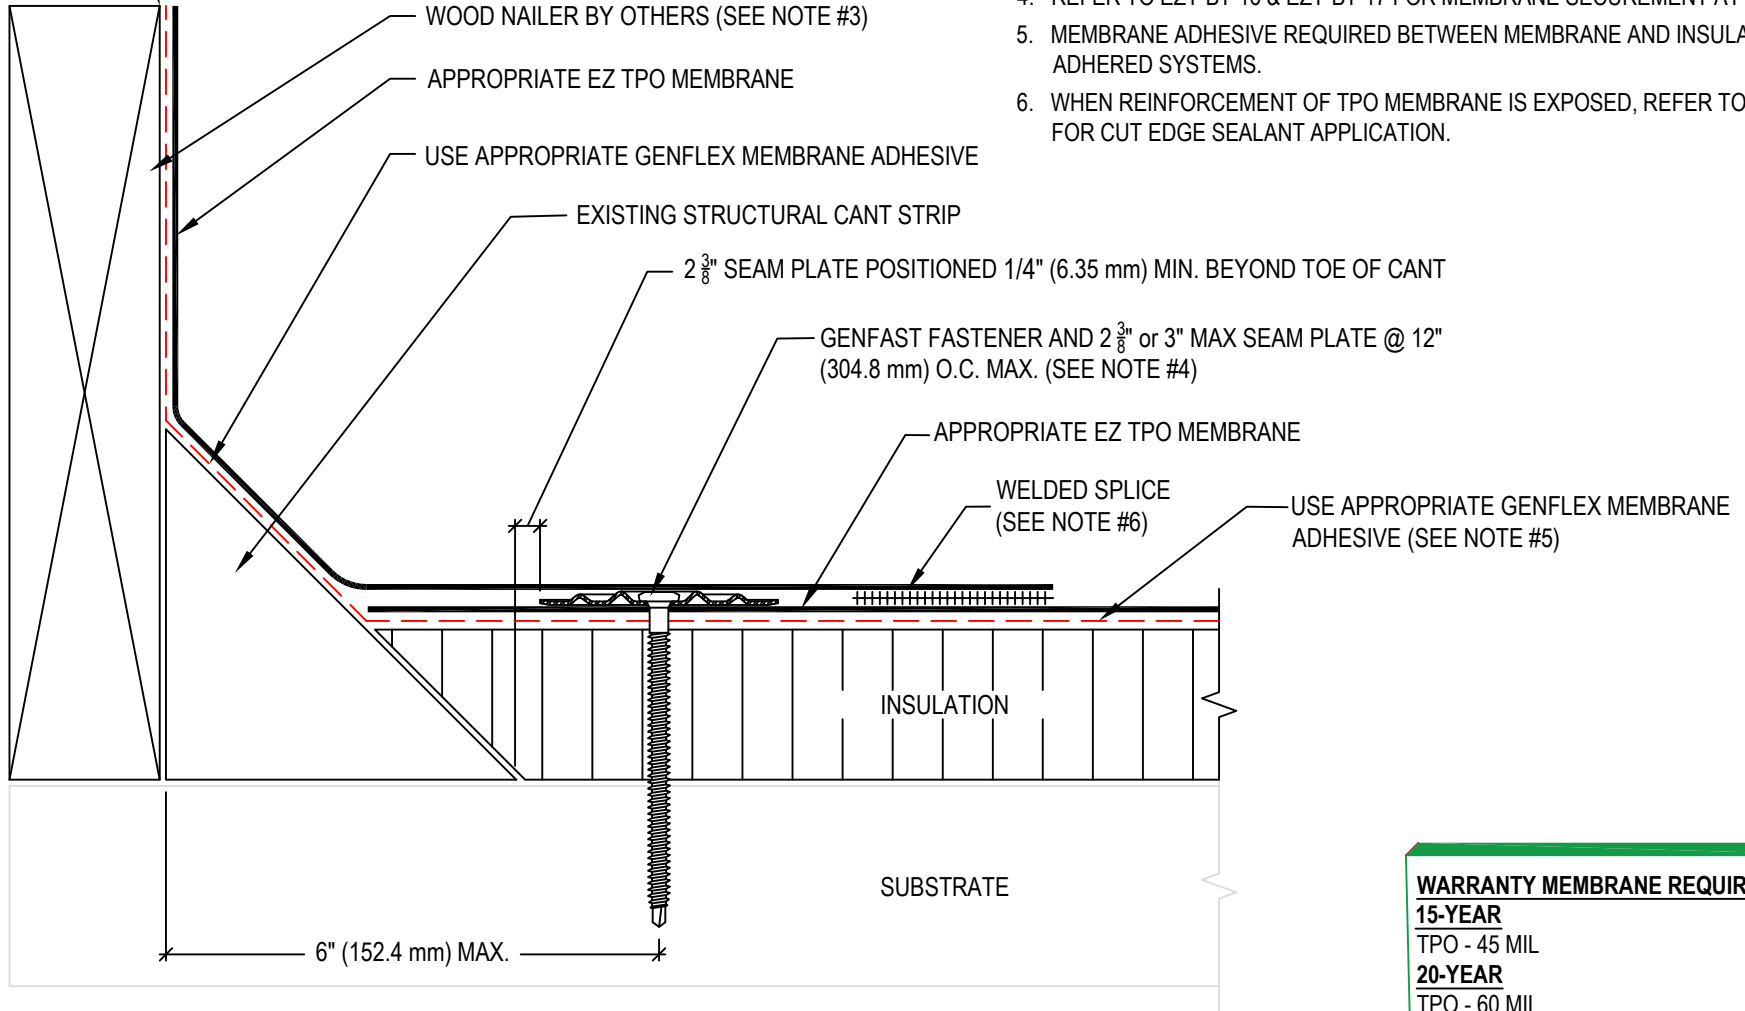 WOOD NAILER BY OTHERS (SEE NOTE #3)
APPROPRIATE EZ TPO MEMBRANE
USE APPROPRIATE GENFLEX MEMBRANE ADHESIVE
EXISTING STRUCTURAL CANT STRIP
2 3/8" SEAM PLATE POSITIONED 1/4" (6.35 mm) MIN. BEYOND TOE OF CANT
GENFAST FASTENER AND 2 3/8" or 3" MAX SEAM PLATE @ 12"
(304.8 mm) O.C. MAX. (SEE NOTE #4)
APPROPRIATE EZ TPO MEMBRANE
WELDED SPLICE
(SEE NOTE #6)
USE APPROPRIATE GENFLEX MEMBRANE
ADHESIVE (SEE NOTE #5)
5. MEMBRANE ADHESIVE REQUIRED BETWEEN MEMBRANE AND INSULA
ADHERED SYSTEMS.
6. WHEN REINFORCEMENT OF TPO MEMBRANE IS EXPOSED, REFER TO
FOR CUT EDGE SEALANT APPLICATION.
INSULATION
SUBSTRATE
6" (152.4 mm) MAX.
WARRANTY MEMBRANE REQUIR
15-YEAR
TPO - 45 MIL
20-YEAR
TPO - 60 MIL